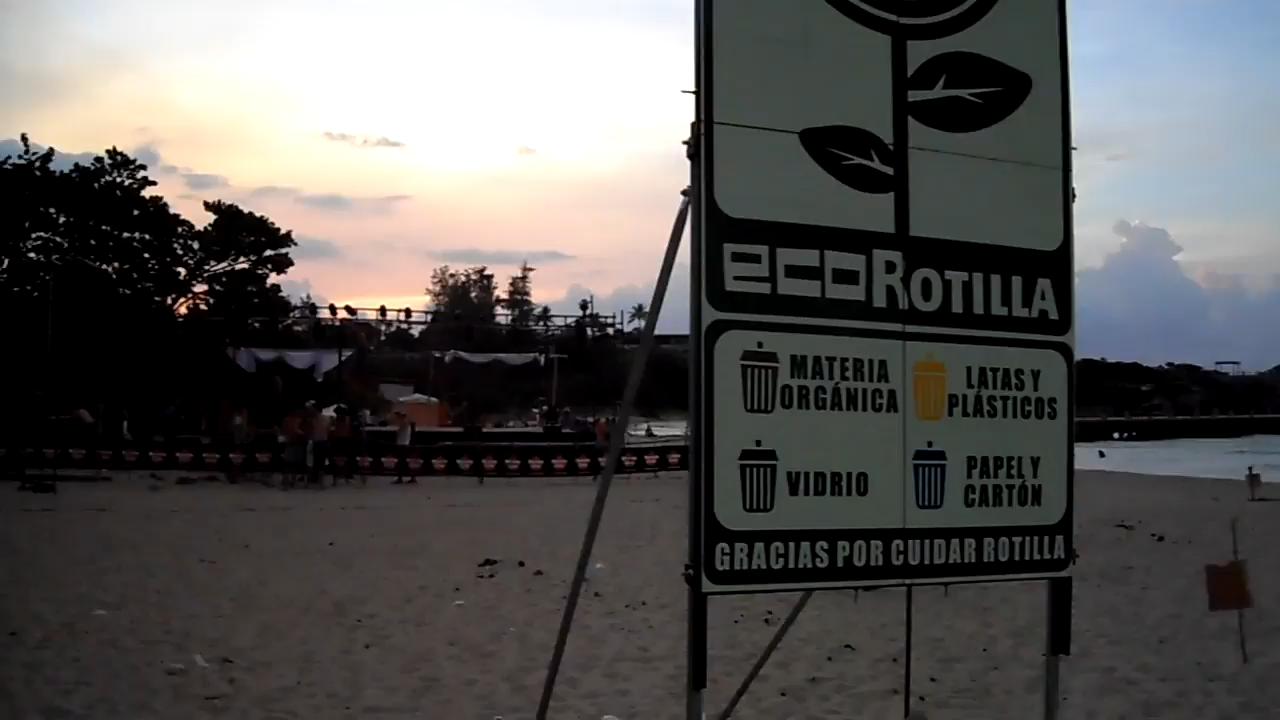 ecoROTILLA
MATERIA
ORGÁNICA
LATAS Y
PLÁSTICOS
VIDRIO
PAPEL Y
CARTÓN
GRACIAS POR CUIDAR ROTILLA